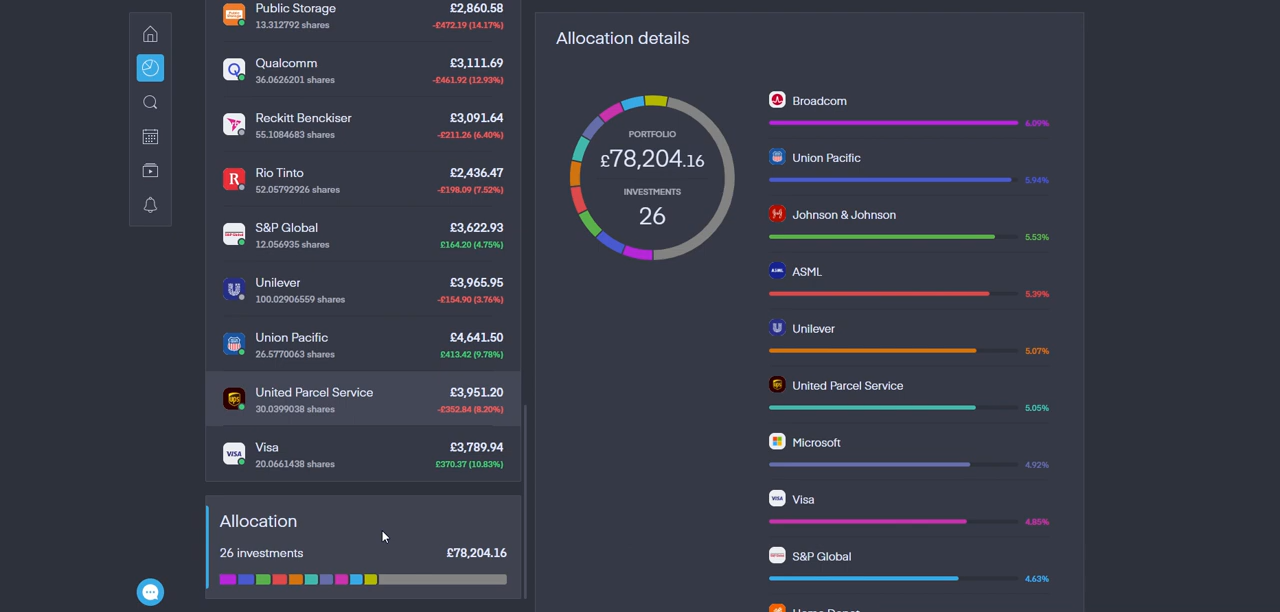 Public Storage
£2,860.58
13.312792 shares
-£472.19 (14.17%)
Qualcomm
£3,111.69
36.0626201 shares
-£461.92 (12.93%)
Reckitt Benckiser
£3,091.64
55.1084683 shares
-£211.26 (6.40%)
Rio Tinto
£2,436.47
52.05792926 shares
-£198.09 (7.52%)
S&P Global
£3,622.93
12.056935 shares
£164.20 (4.75%)
Unilever
£3,965.95
100.02906559 shares
-£154.90 (3.76%)
Union Pacific
£4,641.50
26.5770063 shares
£413.42 (9.78%)
United Parcel Service
£3,951.20
30.0399038 shares
-£352.84 (8.20%)
VISA
Visa
£3,789.94
20.0661438 shares
£370.37 (10.83%)
Allocation
26 investments
£78,204.16
Allocation details
PORTFOLIO
£78,204.16
INVESTMENTS
26
Broadcom
6.09%
Union Pacific
5.94%
Johnson & Johnson
5.53%
ASML
ASML
5.39%
Unilever
5.07%
ups
United Parcel Service
5.05%
Microsoft
4.92%
VISA
Visa
4.85%
S&P Global
4.63%
Home Depot